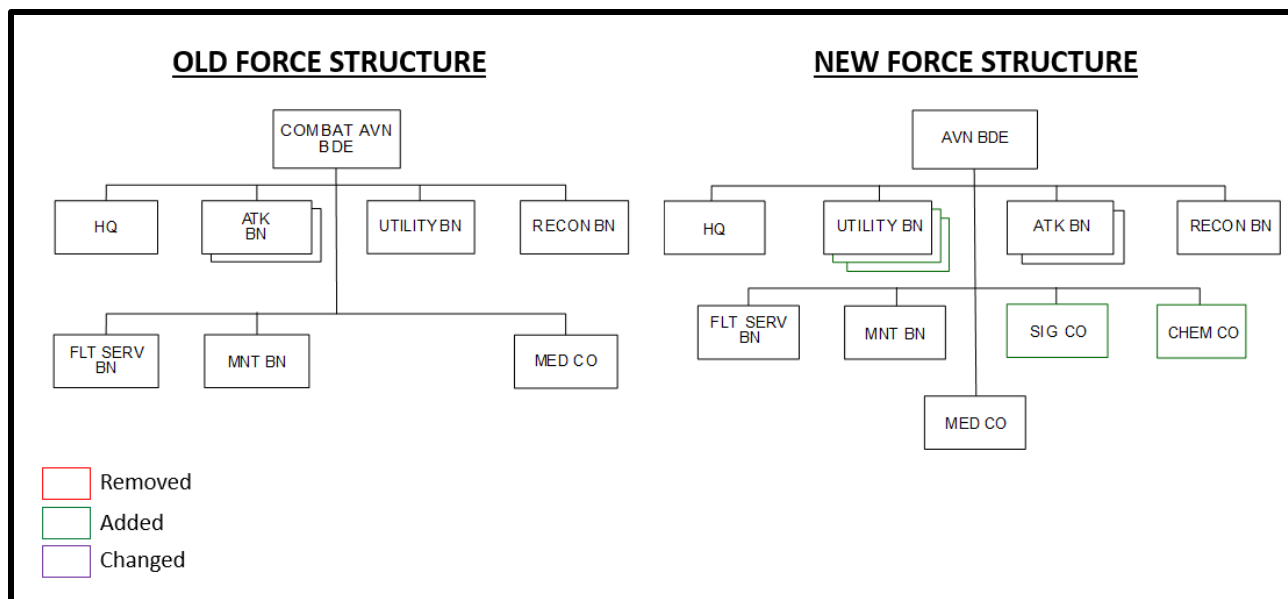 OLD FORCE STRUCTURE
COMBAT AVN
BDE
HQ
ATK
BN
UTILITY BN
RECON BN
FLT SERV
BN
MNT BN
MED CO
NEW FORCE STRUCTURE
AVN BDE
HQ
UTILITY BN
ATK BN
RECON BN
FLT SERV
BN
MNT BN
SIG CO
CHEM CO
MED CO
Removed
Added
Changed